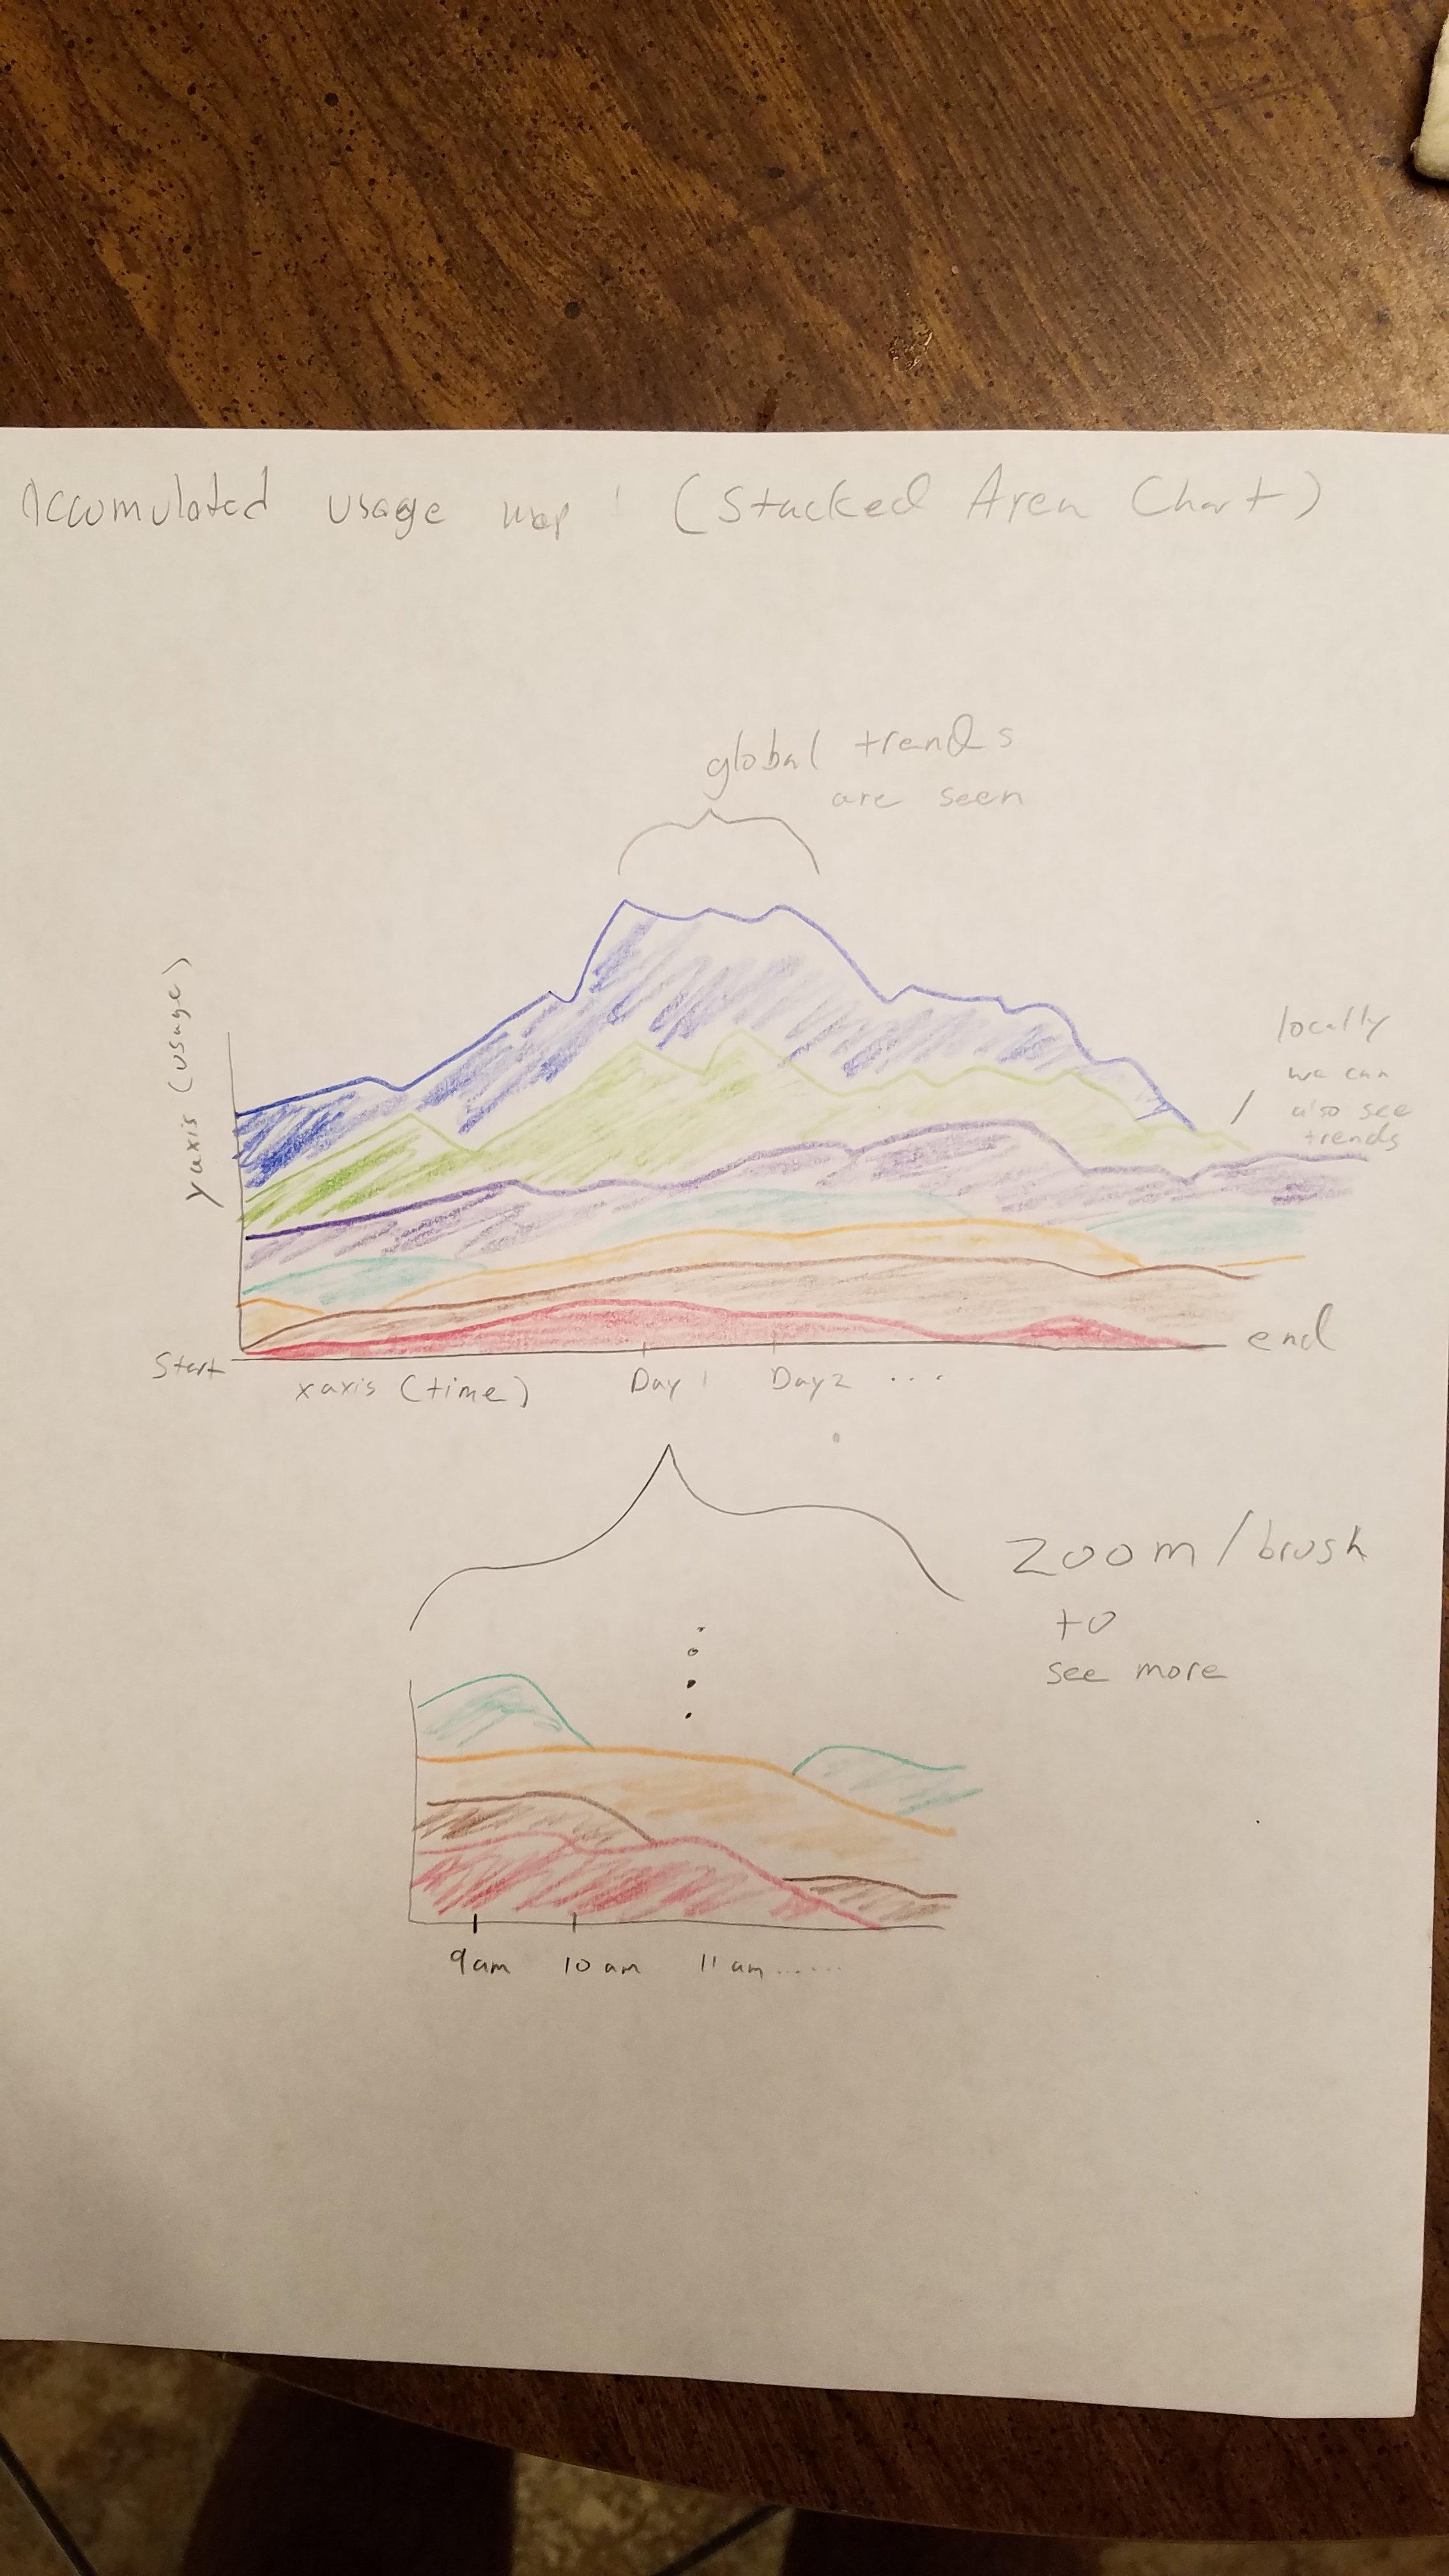 Accumulated usage map : (Stacked Area Chart)
global trends
are seen
y axis (usage)
locally
we can
also see
trends
Start
end
x axis (time)
Day 1
Day 2 ...
zoom/brush
to
see more
9am 10 am 11 am ......